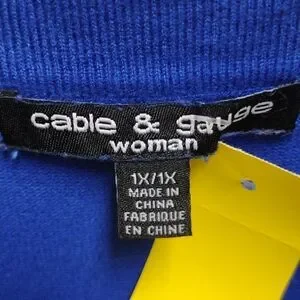 cable & gauge
woman
1X/1X
MADE IN
CHINA
FABRIQUE
EN CHINE